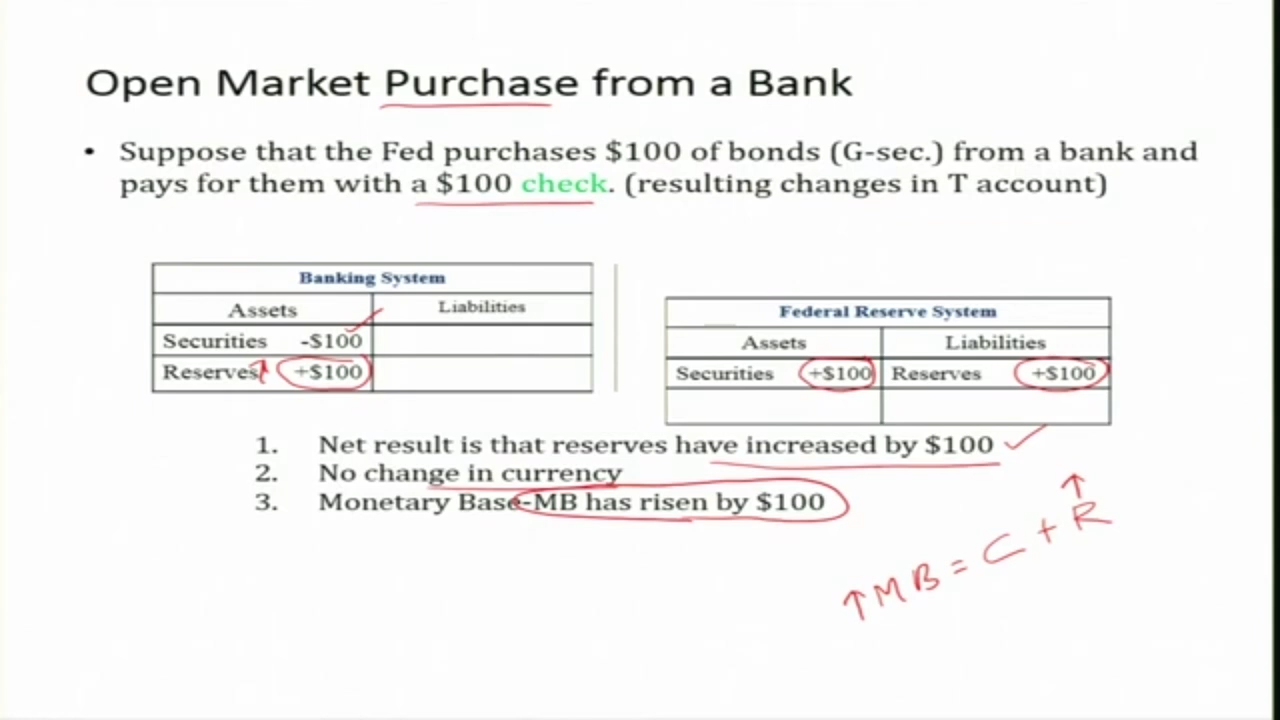 Open Market Purchase from a Bank
• Suppose that the Fed purchases $100 of bonds (G-sec.) from a bank and
pays for them with a $100 check. (resulting changes in T account)
Banking System
Assets Liabilities
Securities -$100
Reserves +$100
Federal Reserve System
Assets Liabilities
Securities +$100 Reserves +$100
1. Net result is that reserves have increased by $100
2. No change in currency
3. Monetary Base-MB has risen by $100
↑MB = C + R↑